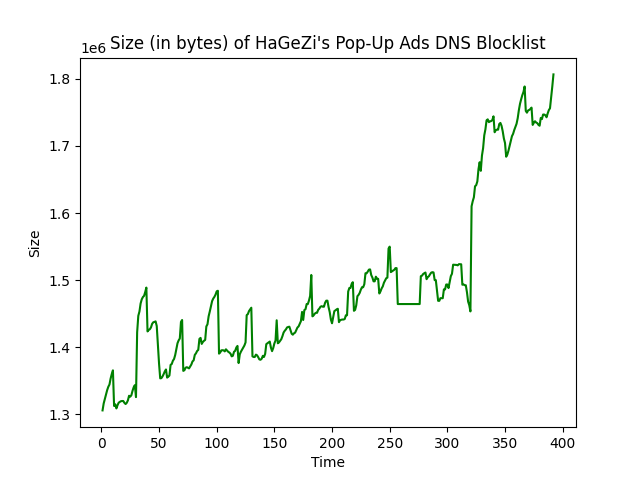 Size (in bytes) of HaGeZi's Pop-Up Ads DNS Blocklist
1e6
1.8
1.7
1.6
1.5
1.4
1.3
Size
0 50 100 150 200 250 300 350 400
Time